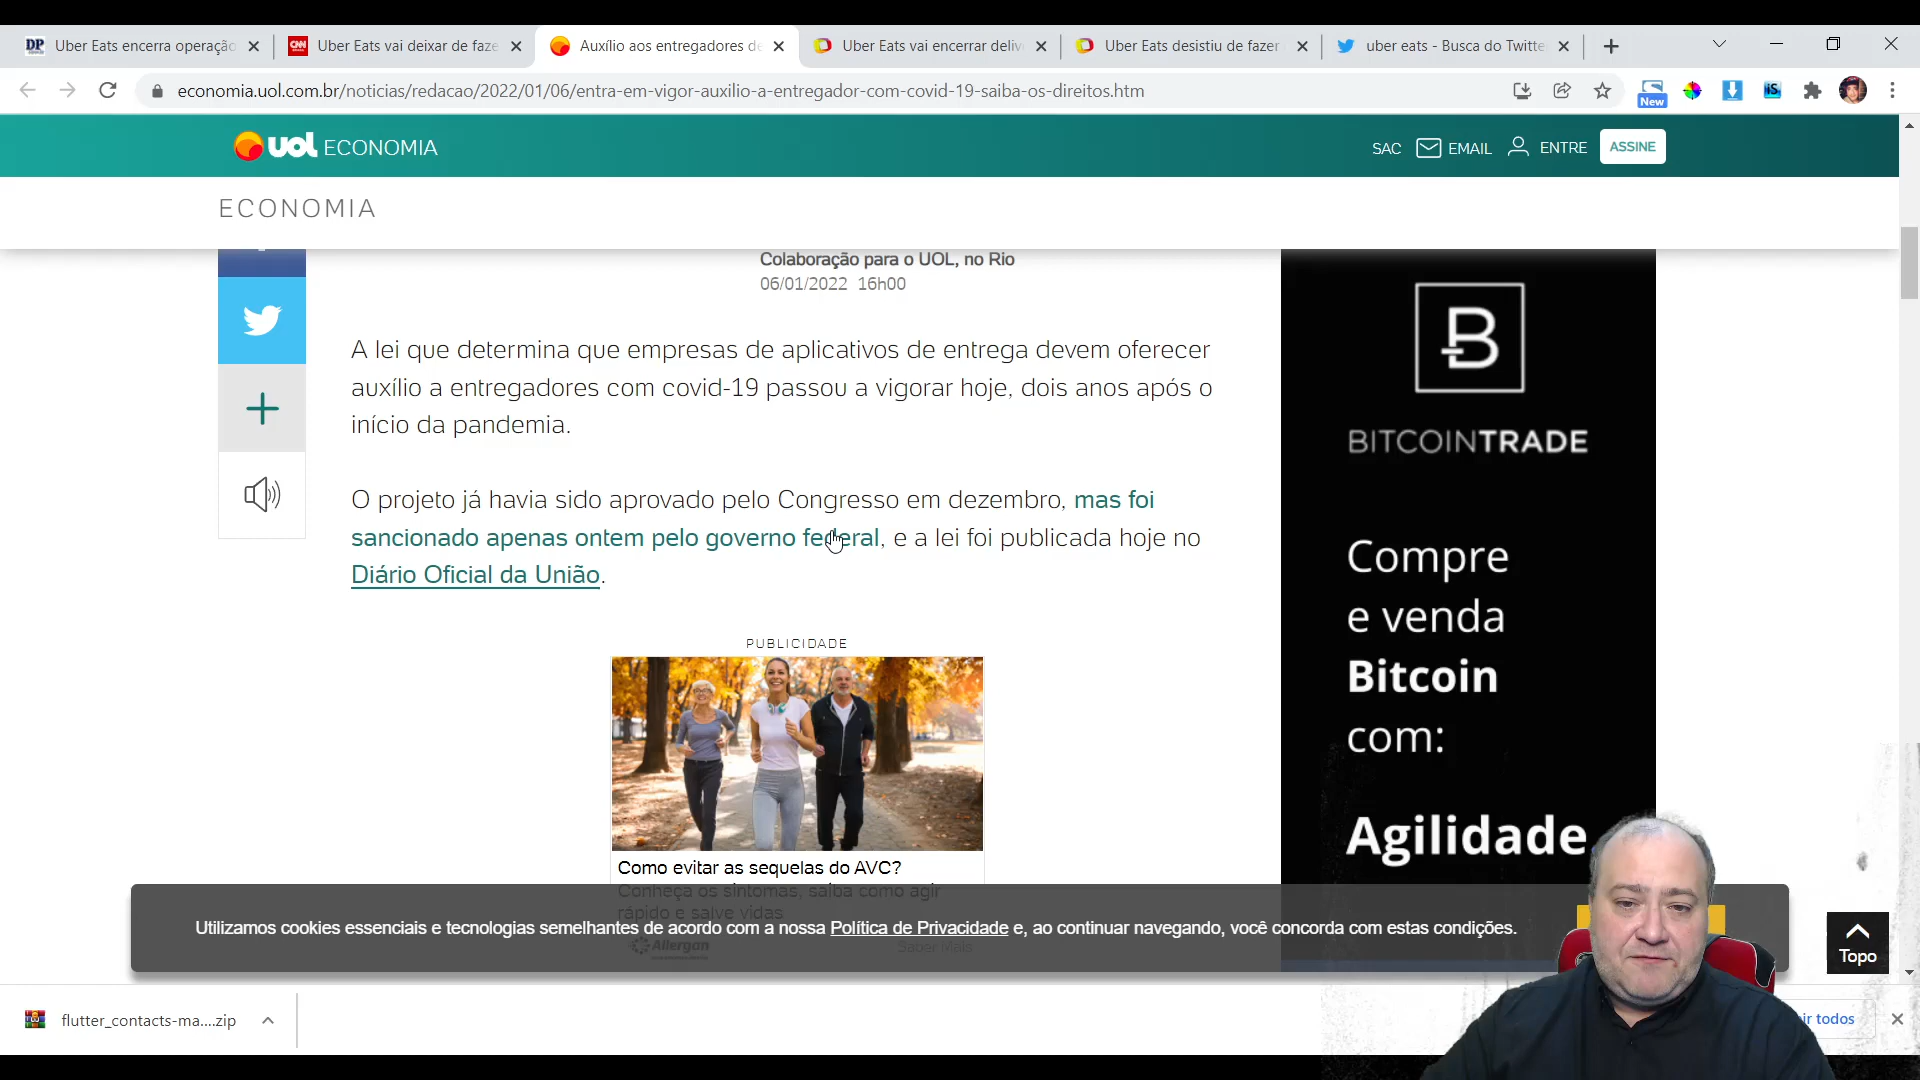 DP Uber Eats encerra operação
CNN Uber Eats vai deixar de faze
Auxílio aos entregadores de
Uber Eats vai encerrar deliv
Uber Eats desistiu de fazer
uber eats - Busca do Twitte
economia.uol.com.br/noticias/redacao/2022/01/06/entra-em-vigor-auxilio-a-entregador-com-covid-19-saiba-os-direitos.htm
New
uol ECONOMIA
SAC EMAIL ENTRE ASSINE
ECONOMIA
Colaboração para o UOL, no Rio
06/01/2022 16h00
A lei que determina que empresas de aplicativos de entrega devem oferecer
auxílio a entregadores com covid-19 passou a vigorar hoje, dois anos após o
início da pandemia.
O projeto já havia sido aprovado pelo Congresso em dezembro, mas foi
sancionado apenas ontem pelo governo federal, e a lei foi publicada hoje no
Diário Oficial da União.
PUBLICIDADE
Como evitar as sequelas do AVC?
Conheça os sintomas, saiba como agir
rápido e salve vidas
Allergan
Saber Mais
BITCOINTRADE
Compre
e venda
Bitcoin
com:
Agilidade
Utilizamos cookies essenciais e tecnologias semelhantes de acordo com a nossa Política de Privacidade e, ao continuar navegando, você concorda com estas condições.
Topo
flutter_contacts-ma....zip
ir todos